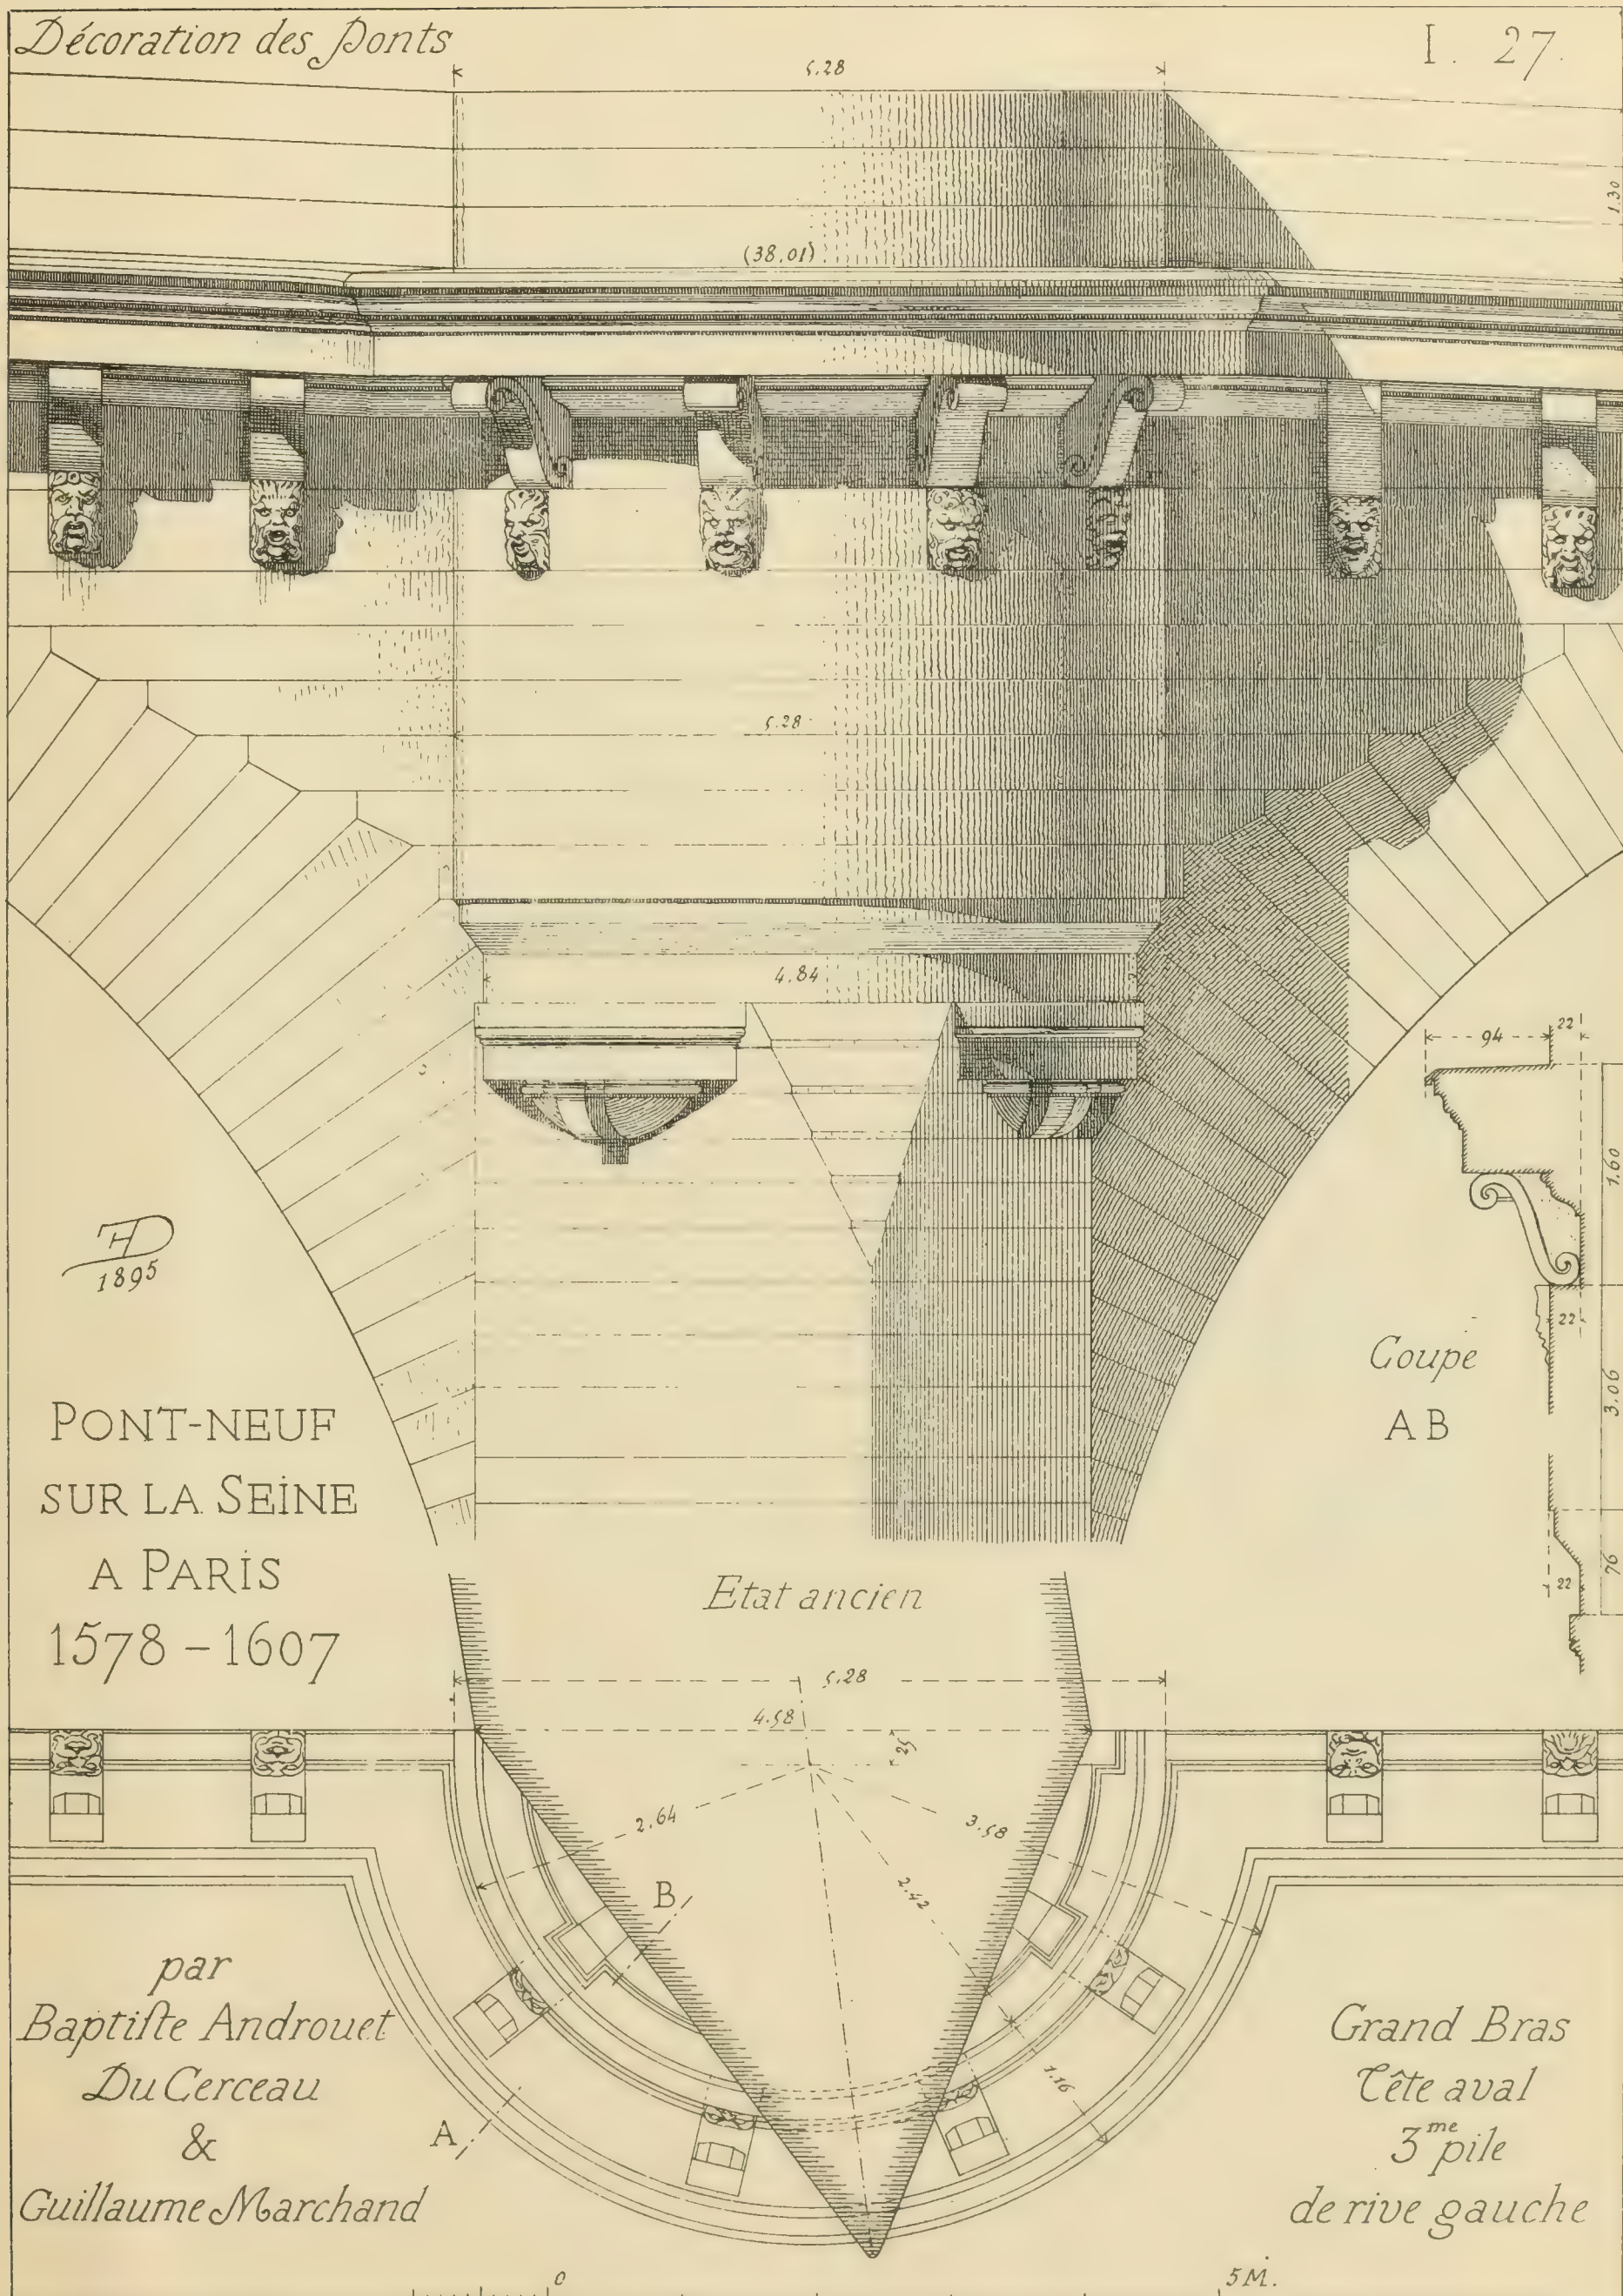 Décoration des Ponts
I. 27.
5.28
1.30
(38.01)
5.28
4.84
94
22
1.60
22
Coupe
A B
3.06
76
22
1895
PONT-NEUF
SUR LA SEINE
A PARIS
1578 – 1607
Etat ancien
5.28
4.58
25
2.64
3.58
2.42
B
A
1.16
par
Baptiſte Androuet
Du Cerceau
&
Guillaume Marchand
Grand Bras
Tête aval
3me pile
de rive gauche
0
5M.